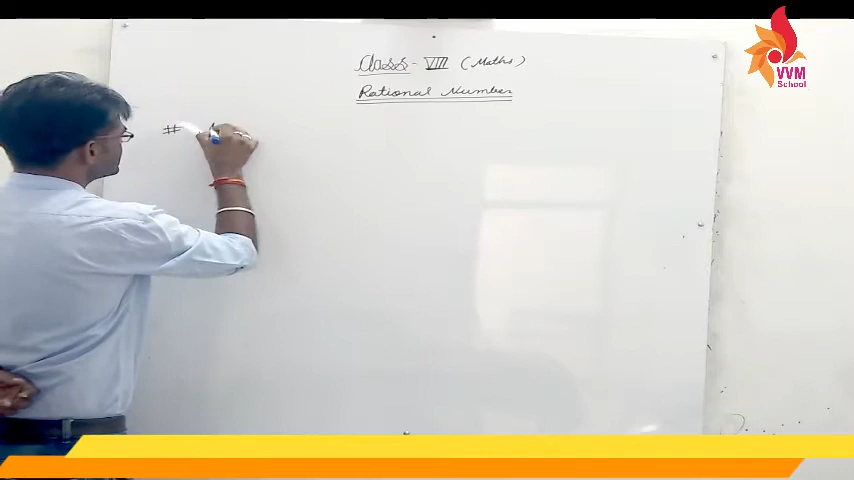 Class - VIII (Maths)
Rational Number
#
VVM
School